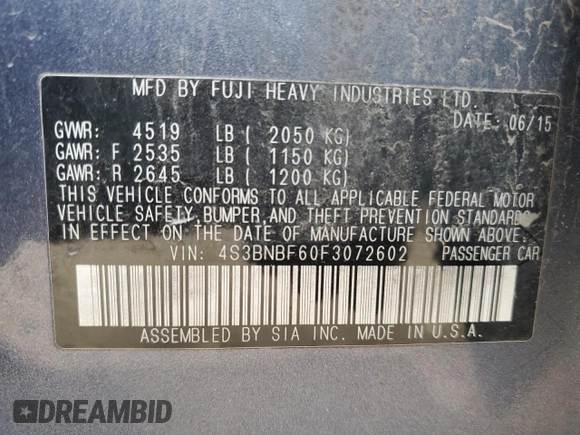 MFD BY FUJI HEAVY INDUSTRIES LTD.
DATE: 06/15
GVWR: 4519 LB ( 2050 KG)
GAWR: F 2535 LB ( 1150 KG)
GAWR: R 2645 LB ( 1200 KG)
THIS VEHICLE CONFORMS TO ALL APPLICABLE FEDERAL MOTOR
VEHICLE SAFETY, BUMPER, AND THEFT PREVENTION STANDARDS
IN EFFECT ON THE DATE OF MANUFACTURE SHOWN ABOVE.
VIN: 4S3BNBF60F3072602 PASSENGER CAR
ASSEMBLED BY SIA INC. MADE IN U.S.A.
DREAMBID